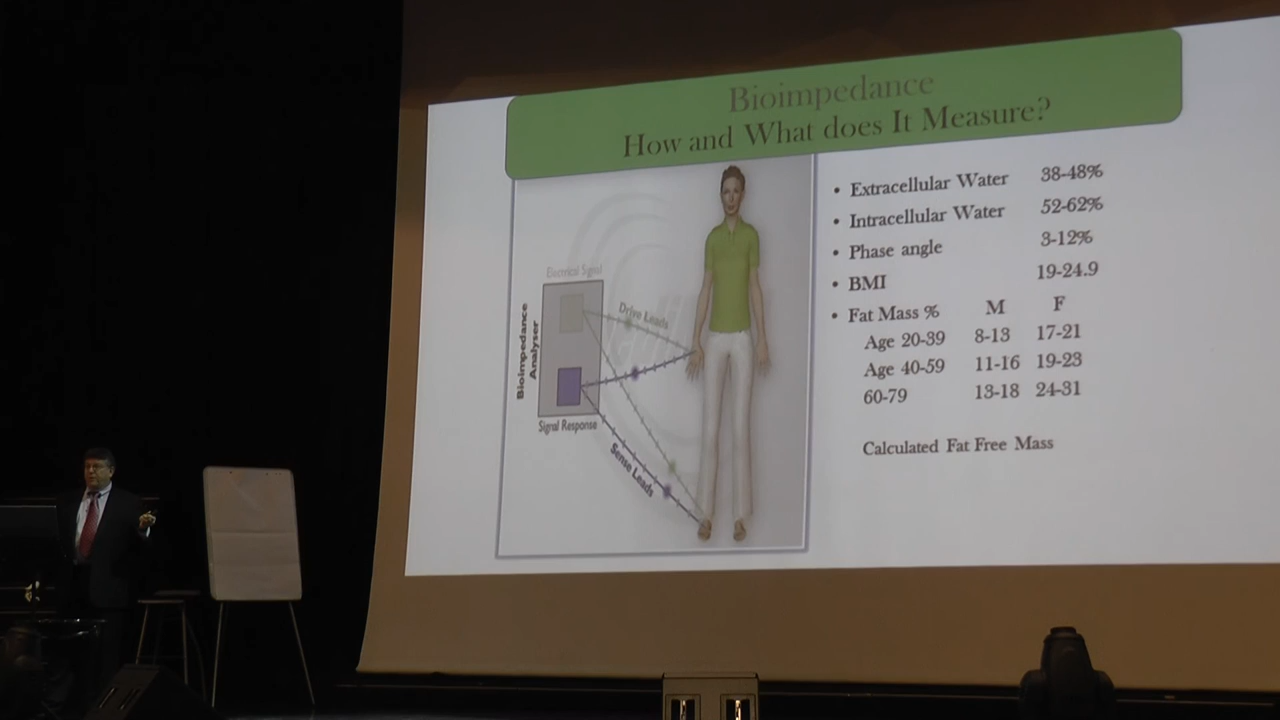 Bioimpedance
How and What does It Measure?
• Extracellular Water 38-48%
• Intracellular Water 52-62%
• Phase angle 3-12%
• BMI 19-24.9
• Fat Mass % M F
Age 20-39 8-13 17-21
Age 40-59 11-16 19-23
60-79 13-18 24-31
Calculated Fat Free Mass
Electrical Signal
Drive Leads
Bioimpedance
Analyser
Signal Response
Sense Leads